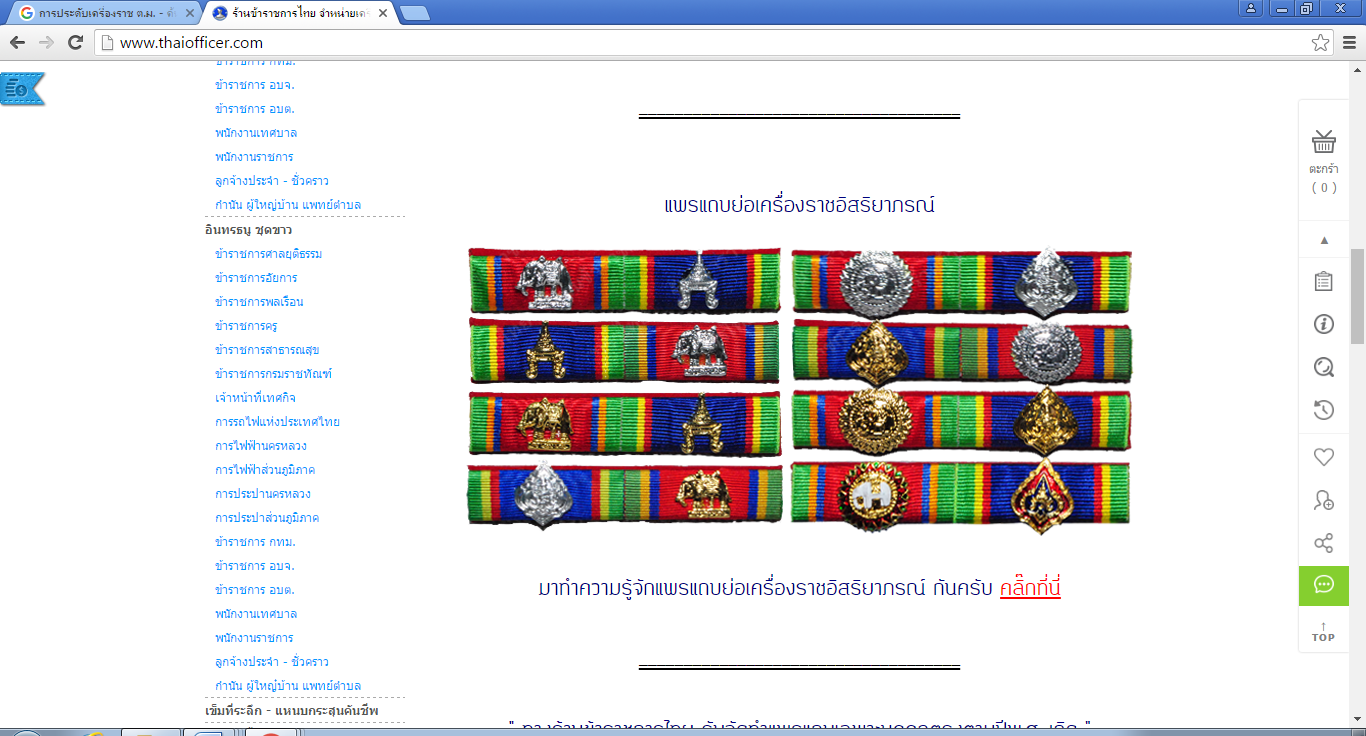 การประดับเครื่องราช ต.ม. - ค้
ร้านข้าราชการไทย จำหน่ายเคร
www.thaiofficer.com
ข้าราชการ กทม.
ข้าราชการ อบจ.
ข้าราชการ อบต.
พนักงานเทศบาล
พนักงานราชการ
ลูกจ้างประจำ - ชั่วคราว
กำนัน ผู้ใหญ่บ้าน แพทย์ตำบล
อินทรธนู ชุดขาว
ข้าราชการศาลยุติธรรม
ข้าราชการอัยการ
ข้าราชการพลเรือน
ข้าราชการครู
ข้าราชการสาธารณสุข
ข้าราชการกรมราชทัณฑ์
เจ้าหน้าที่เทศกิจ
การรถไฟแห่งประเทศไทย
การไฟฟ้านครหลวง
การไฟฟ้าส่วนภูมิภาค
การประปานครหลวง
การประปาส่วนภูมิภาค
ข้าราชการ กทม.
ข้าราชการ อบจ.
ข้าราชการ อบต.
พนักงานเทศบาล
พนักงานราชการ
ลูกจ้างประจำ - ชั่วคราว
กำนัน ผู้ใหญ่บ้าน แพทย์ตำบล
เข็มที่ระลึก - แหนบกระสุนคันชีพ
แพรแถบย่อเครื่องราชอิสริยาภรณ์
มาทำความรู้จักแพรแถบย่อเครื่องราชอิสริยาภรณ์ กันครับ คลิ๊กที่นี่
ตะกร้า
( 0 )
TOP